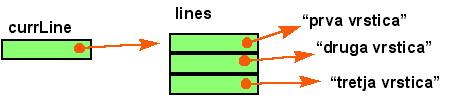 currLine
lines
“prva vrstica”
“druga vrstica”
“tretja vrstica”